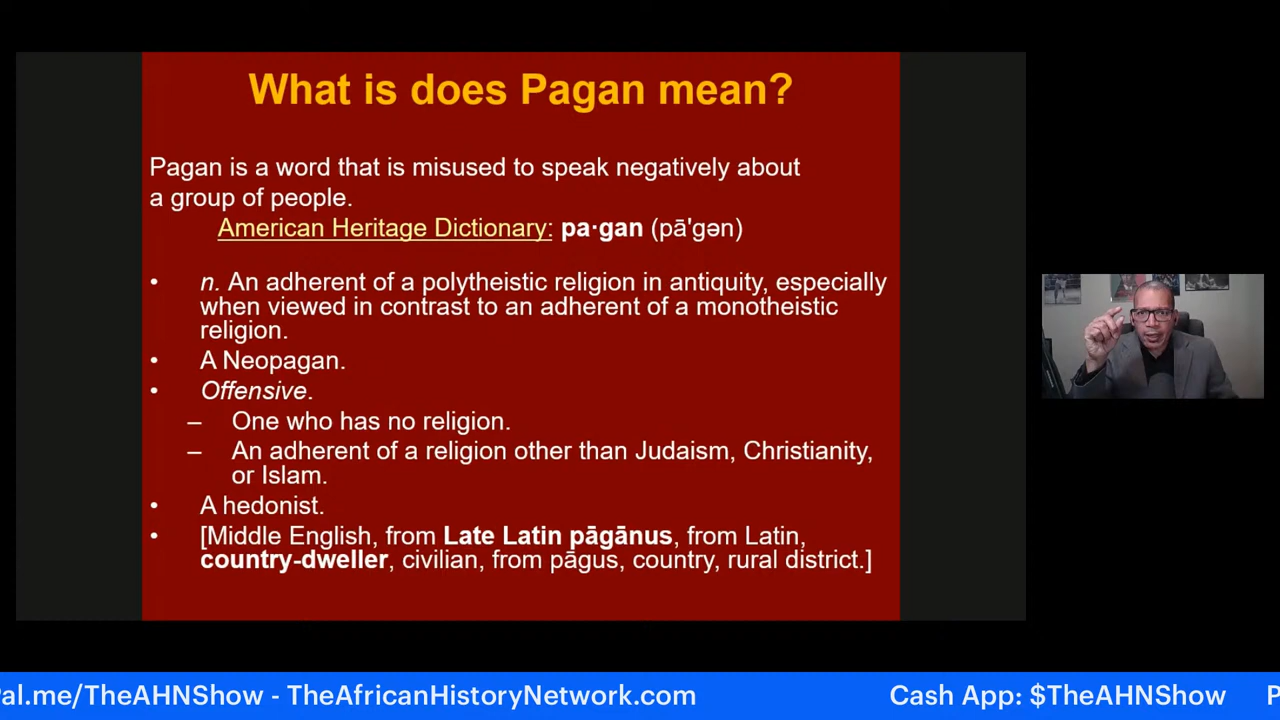 What is does Pagan mean?
Pagan is a word that is misused to speak negatively about
a group of people.
American Heritage Dictionary: pa·gan (pā'gən)
• n. An adherent of a polytheistic religion in antiquity, especially
when viewed in contrast to an adherent of a monotheistic
religion.
• A Neopagan.
• Offensive.
– One who has no religion.
– An adherent of a religion other than Judaism, Christianity,
or Islam.
• A hedonist.
• [Middle English, from Late Latin pāgānus, from Latin,
country-dweller, civilian, from pāgus, country, rural district.]
Pal.me/TheAHNShow - TheAfricanHistoryNetwork.com Cash App: $TheAHNShow P